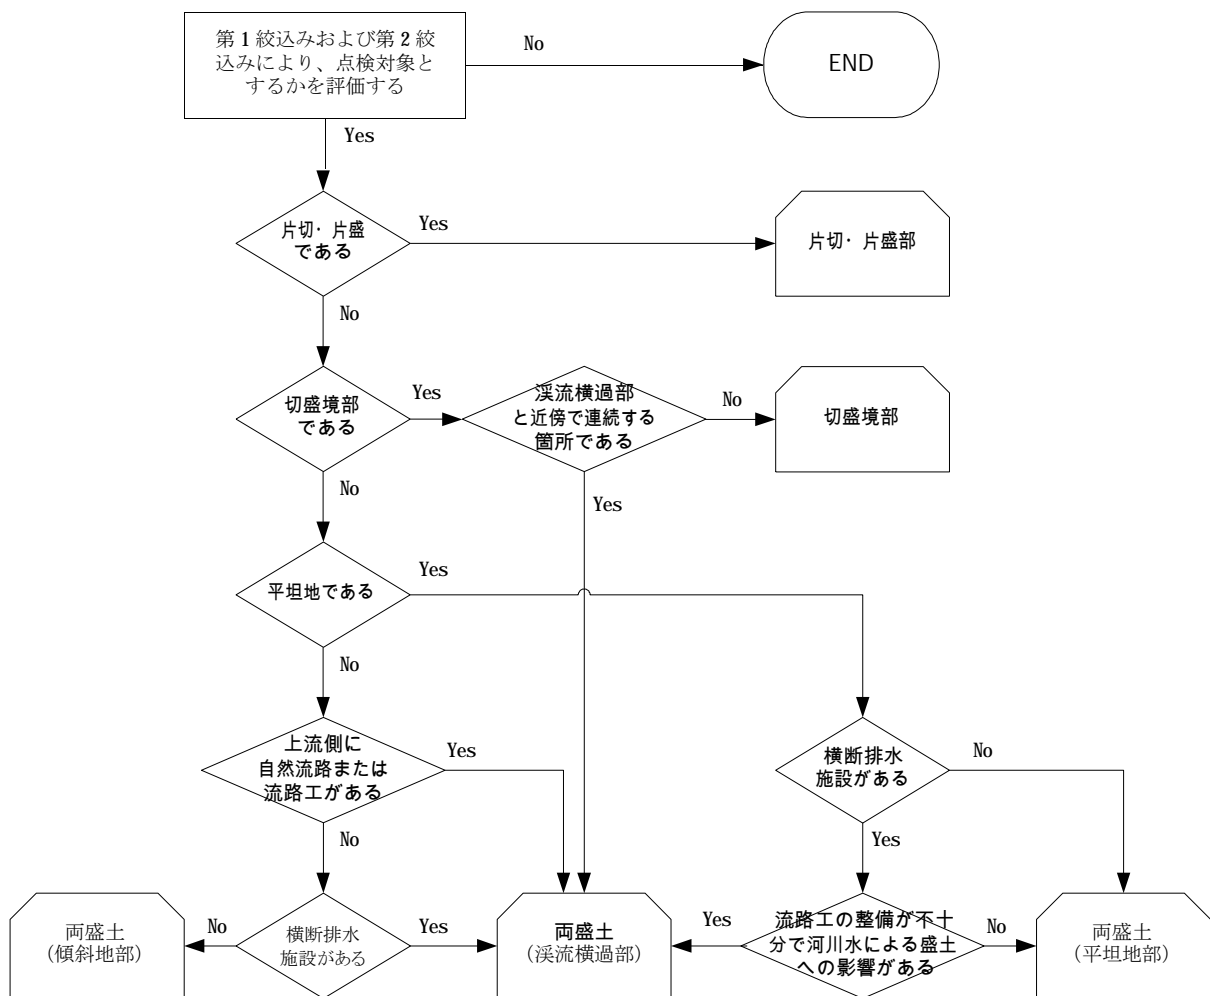 第1絞込みおよび第2絞
込みにより、点検対象と
するかを評価する
No
END
Yes
片切・片盛
である
Yes
片切・片盛部
No
切盛境部
である
Yes
渓流横過部
と近傍で連続する
箇所である
No
切盛境部
No
Yes
平坦地である
Yes
No
上流側に
自然流路または
流路工がある
Yes
横断排水
施設がある
No
No
Yes
両盛土
（傾斜地部）
No
横断排水
施設がある
Yes
両盛土
（渓流横過部）
Yes
流路工の整備が不十
分で河川水による盛土
への影響がある
No
両盛土
（平坦地部）